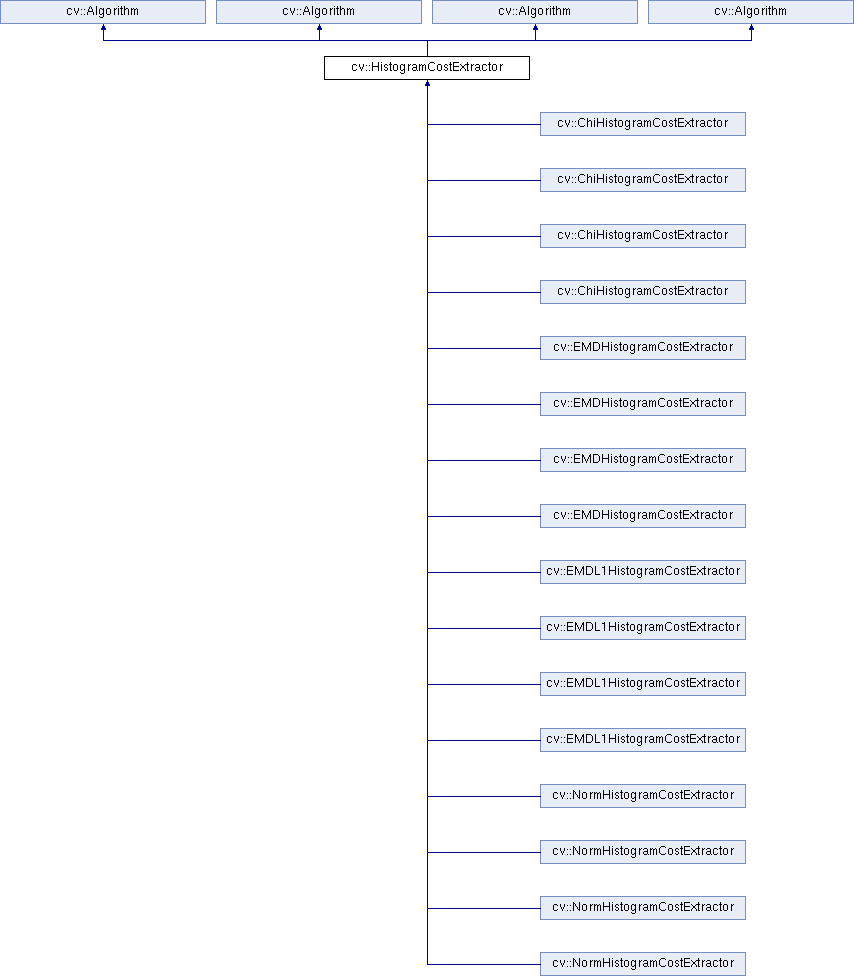 cv::Algorithm cv::Algorithm cv::Algorithm cv::Algorithm
cv::HistogramCostExtractor
cv::ChiHistogramCostExtractor
cv::ChiHistogramCostExtractor
cv::ChiHistogramCostExtractor
cv::ChiHistogramCostExtractor
cv::EMDHistogramCostExtractor
cv::EMDHistogramCostExtractor
cv::EMDHistogramCostExtractor
cv::EMDHistogramCostExtractor
cv::EMDL1HistogramCostExtractor
cv::EMDL1HistogramCostExtractor
cv::EMDL1HistogramCostExtractor
cv::EMDL1HistogramCostExtractor
cv::NormHistogramCostExtractor
cv::NormHistogramCostExtractor
cv::NormHistogramCostExtractor
cv::NormHistogramCostExtractor